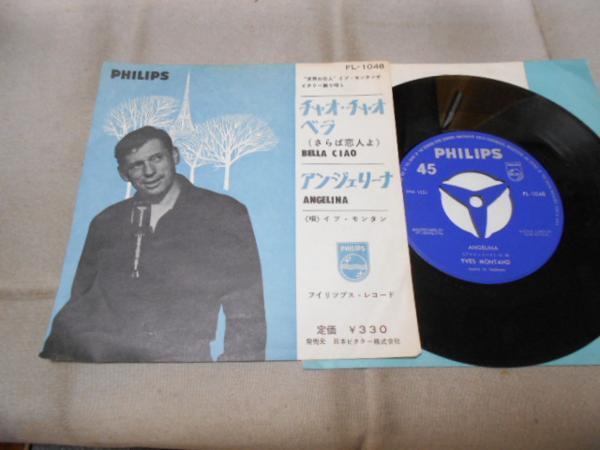 PHILIPS
FL-1046
"世界の恋人"イブ・モンタンが
イタリー語で唄う
チャオ・チャオ
ベラ
(さらば恋人よ)
BELLA CIAO
アンジェリーナ
ANGELINA
(唄)イブ・モンタン
PHILIPS
フイリップス・レコード
定価 ¥330
発売元 日本ビクター株式会社
45
PHILIPS
FL-1046
ANGELINA
YVES MONTAND